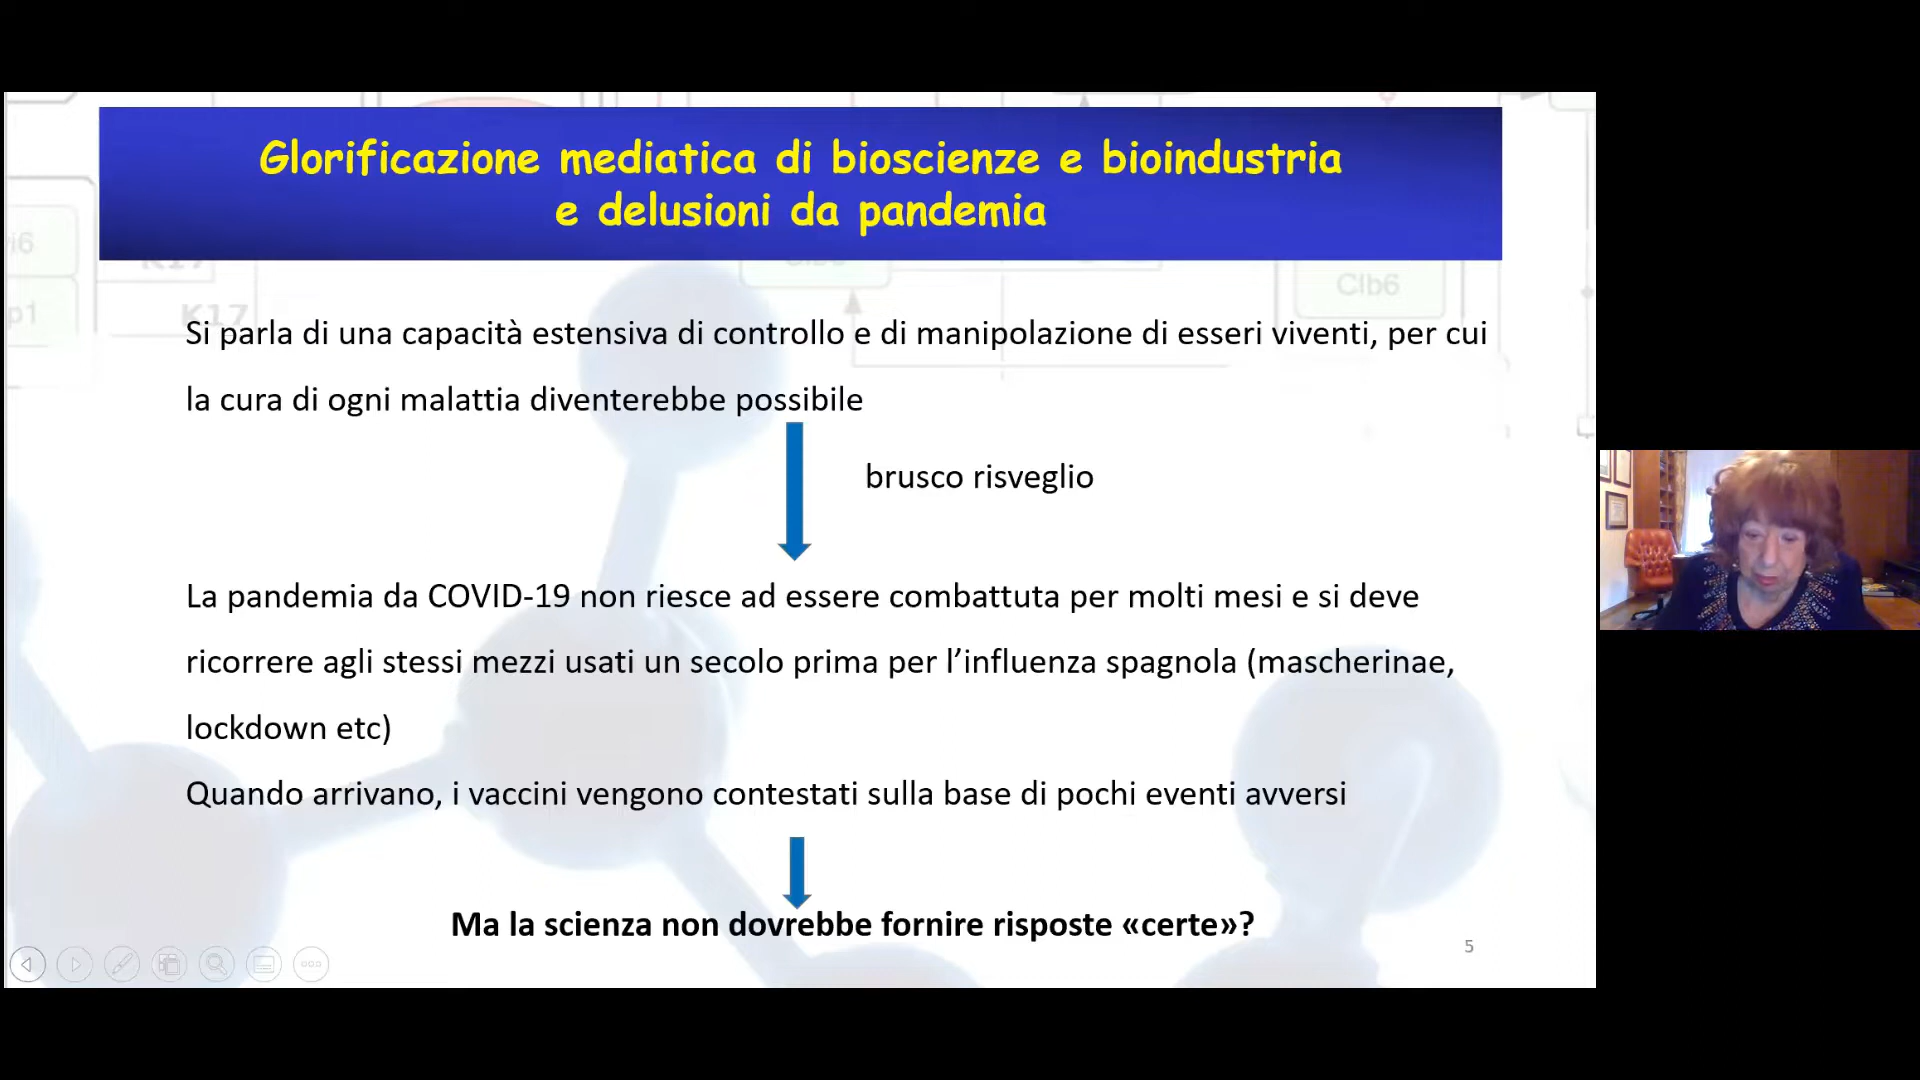 Glorificazione mediatica di bioscienze e bioindustria
e delusioni da pandemia
K17
Clb6
p1
K17
Si parla di una capacità estensiva di controllo e di manipolazione di esseri viventi, per cui
la cura di ogni malattia diventerebbe possibile
brusco risveglio
La pandemia da COVID-19 non riesce ad essere combattuta per molti mesi e si deve
ricorrere agli stessi mezzi usati un secolo prima per l’influenza spagnola (mascherinae,
lockdown etc)
Quando arrivano, i vaccini vengono contestati sulla base di pochi eventi avversi
Ma la scienza non dovrebbe fornire risposte «certe»?
5